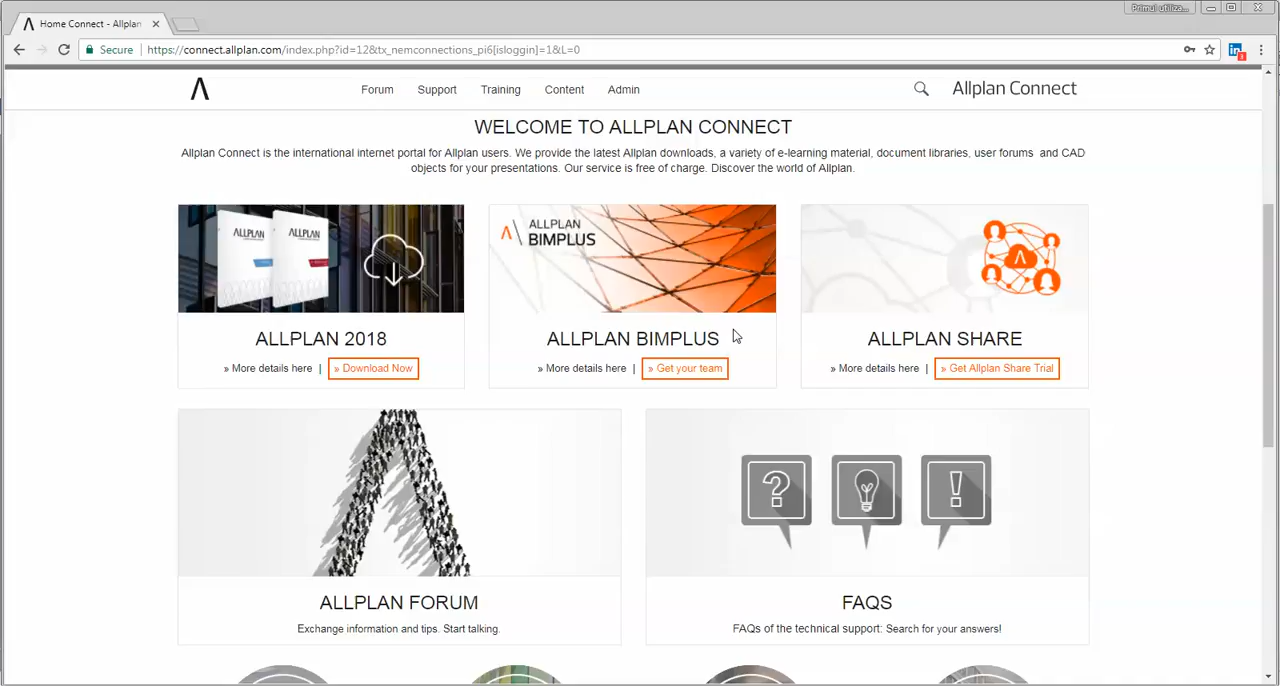 Home Connect - Allplan
Primul utiliza...
Secure
https://connect.allplan.com/index.php?id=12&tx_nemconnections_pi6[islogin]=1&L=0
Forum
Support
Training
Content
Admin
Allplan Connect
WELCOME TO ALLPLAN CONNECT
Allplan Connect is the international internet portal for Allplan users. We provide the latest Allplan downloads, a variety of e-learning material, document libraries, user forums and CAD
objects for your presentations. Our service is free of charge. Discover the world of Allplan.
ALLPLAN
ALLPLAN
ALLPLAN
BIMPLUS
ALLPLAN 2018
» More details here | » Download Now
ALLPLAN BIMPLUS
» More details here | » Get your team
ALLPLAN SHARE
» More details here | » Get Allplan Share Trial
ALLPLAN FORUM
Exchange information and tips. Start talking.
FAQS
FAQs of the technical support: Search for your answers!